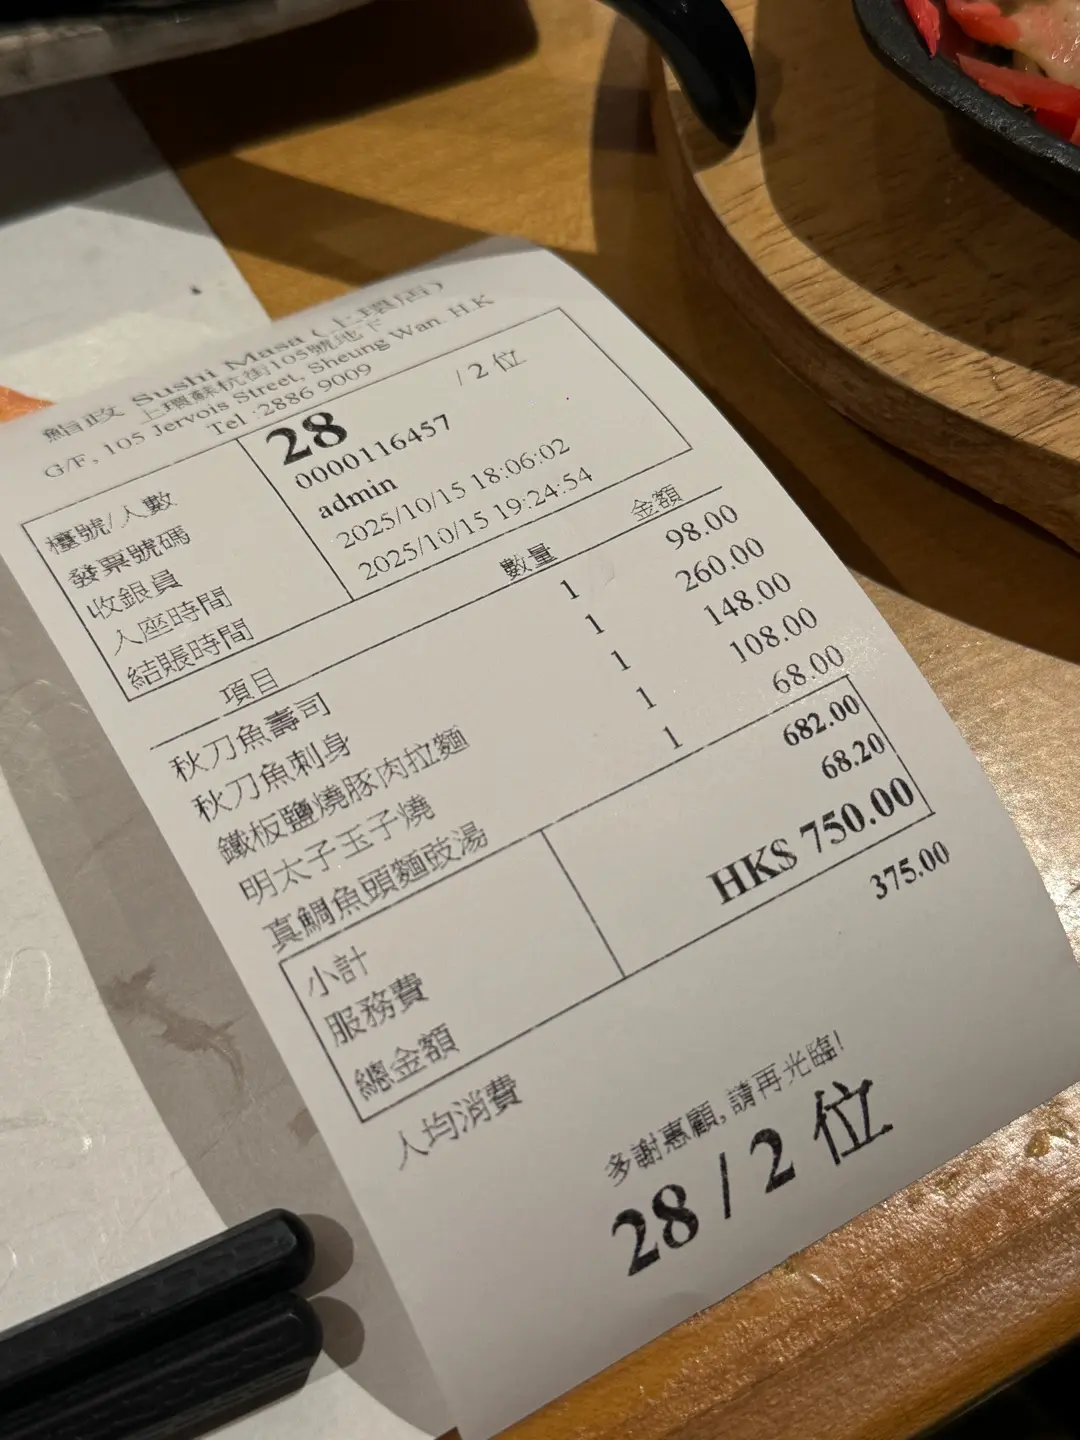 鮨政 Sushi Masa (上環店)
上環蘇杭街105號地下
G/F, 105 Jervois Street, Sheung Wan. H.K
Tel :2886 9009
檯號/人數 28 / 2 位
發票號碼 0000116457
收銀員 admin
入座時間 2025/10/15 18:06:02
結賬時間 2025/10/15 19:24:54
項目 數量 金額
秋刀魚壽司 1 98.00
秋刀魚刺身 1 260.00
鐵板鹽燒豚肉拉麵 1 148.00
明太子玉子燒 1 108.00
真鯛魚頭麵豉湯 1 68.00
小計 682.00
服務費 68.20
總金額 HK$ 750.00
人均消費 375.00
多謝惠顧, 請再光臨!
28 / 2 位